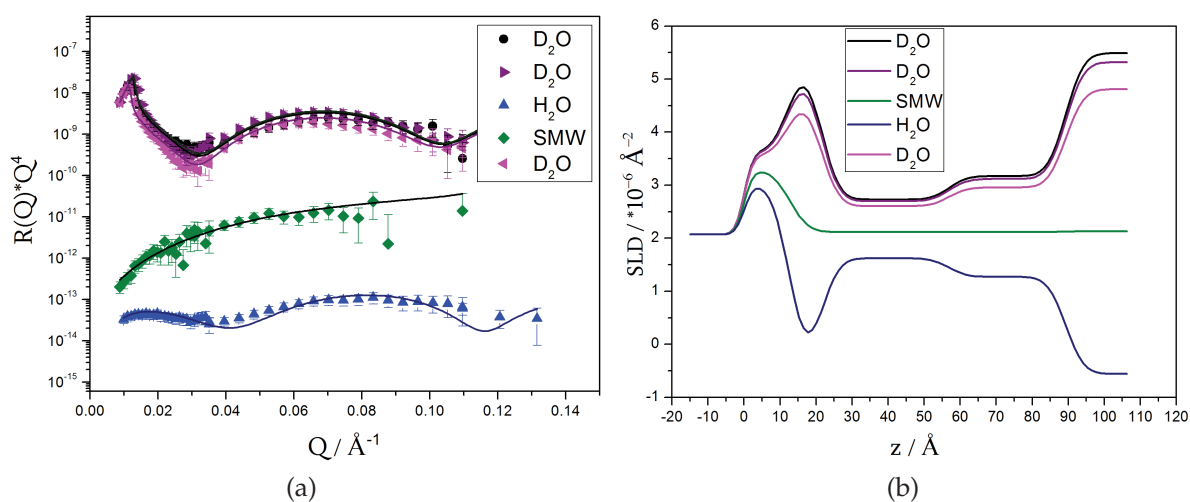 R(Q)*Q⁴
10⁻⁷
10⁻⁸
10⁻⁹
10⁻¹⁰
10⁻¹¹
10⁻¹²
10⁻¹³
10⁻¹⁴
10⁻¹⁵
D₂O
D₂O
H₂O
SMW
D₂O
0.00 0.02 0.04 0.06 0.08 0.10 0.12 0.14
Q / Å⁻¹
(a)
SLD / *10⁻⁶ Å⁻²
6
5
4
3
2
1
0
-1
D₂O
D₂O
SMW
H₂O
D₂O
-20 -10 0 10 20 30 40 50 60 70 80 90 100 110 120
z / Å
(b)